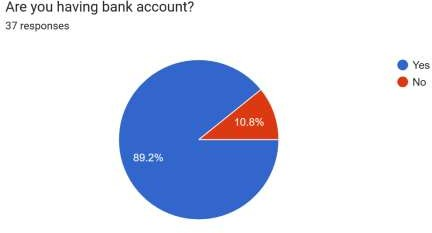 Are you having bank account?
37 responses
Yes
No
10.8%
89.2%